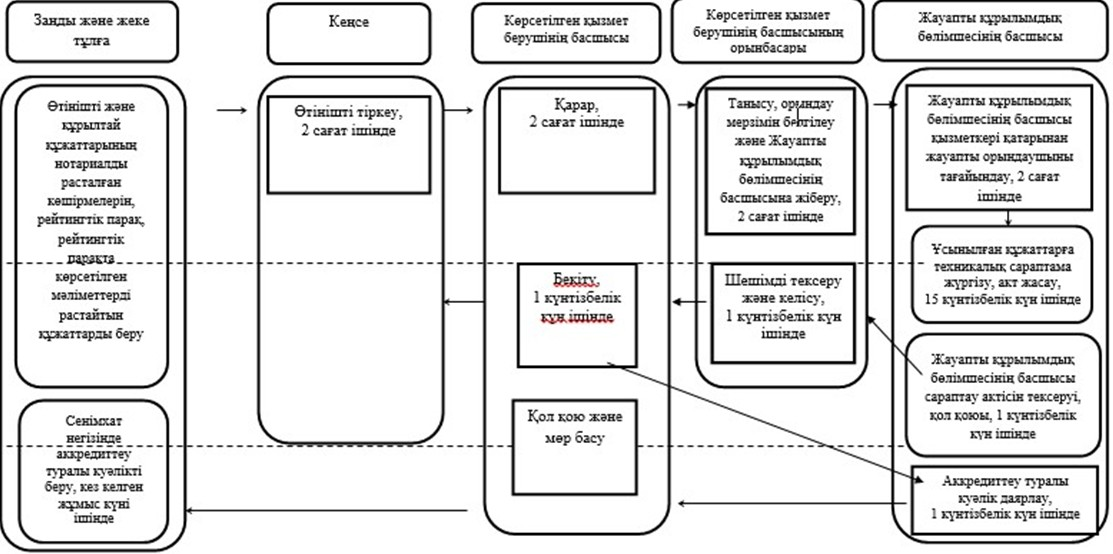 Заңды және жеке
тұлға
Кеңсе
Көрсетілген қызмет
берушінің басшысы
Көрсетілген қызмет
берушінің басшысының
орынбасары
Жауапты құрылымдық
бөлімшесінің басшысы
Өтінішті және
құрылтай
құжаттарының
нотариалды
расталған
көшірмелерін,
рейтингтік парақ,
рейтингтік
парақта
көрсетілген
мәліметтерді
растайтын
құжаттарды беру
Өтінішті тіркеу,
2 сағат ішінде
Қарар,
2 сағат ішінде
Танысу, орындау
мерзімін белгілеу
және Жауапты
құрылымдық
бөлімшесінің
басшысына жіберу,
2 сағат ішінде
Жауапты құрылымдық
бөлімшесінің басшысы
қызметкері қатарынан
жауапты орындаушыны
тағайындау, 2 сағат
ішінде
Ұсынылған құжаттарға
техникалық сараптама
жүргізу, акт жасау,
15 күнтізбелік күн ішінде
Бекіту,
1 күнтізбелік
күн ішінде
Шешімді тексеру
және келісу,
1 күнтізбелік күн
ішінде
Жауапты құрылымдық
бөлімшесінің басшысы
сараптау актісін тексеруі,
қол қоюы, 1 күнтізбелік
күн ішінде
Сенімхат
негізінде
аккредиттеу
туралы куәлікті
беру, кез келген
жұмыс күні
ішінде
Қол қою және
мөр басу
Аккредиттеу туралы
куәлік даярлау,
1 күнтізбелік күн ішінде